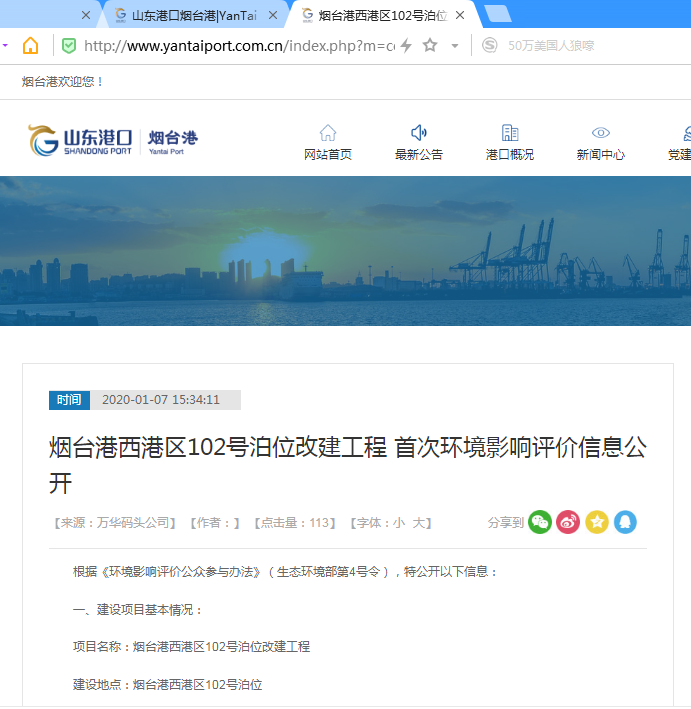 山东港口烟台港|YanTai
烟台港西港区102号泊位
http://www.yantaiport.com.cn/index.php?m=c
50万美国人狼嚎
烟台港欢迎您！
山东港口 烟台港
SHANDONG PORT Yantai Port
网站首页 最新公告 港口概况 新闻中心 党建
时间 2020-01-07 15:34:11
烟台港西港区102号泊位改建工程 首次环境影响评价信息公
开
【来源：万华码头公司】 【作者：】 【点击量：113】 【字体：小 大】 分享到
根据《环境影响评价公众参与办法》（生态环境部第4号令），特公开以下信息：
一、建设项目基本情况：
项目名称：烟台港西港区102号泊位改建工程
建设地点：烟台港西港区102号泊位